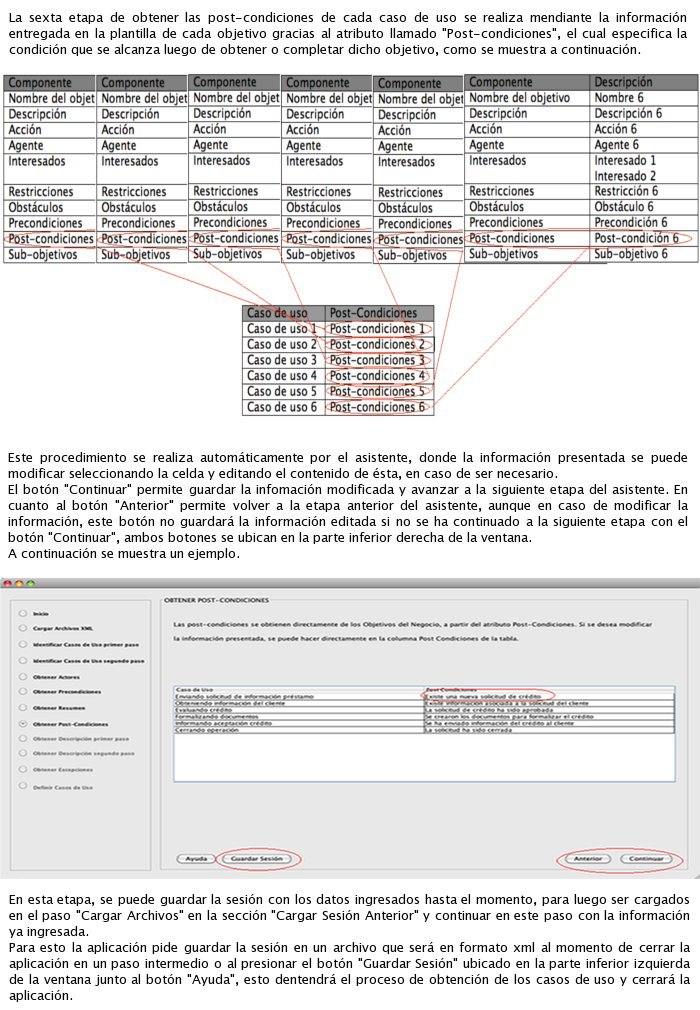 La sexta etapa de obtener las post-condiciones de cada caso de uso se realiza mendiante la información
entregada en la plantilla de cada objetivo gracias al atributo llamado "Post-condiciones", el cual especifica la
condición que se alcanza luego de obtener o completar dicho objetivo, como se muestra a continuación.
Componente Componente Componente Componente Componente Componente Descripción
Nombre del objet Nombre del objet Nombre del objet Nombre del objet Nombre del objet Nombre del objetivo Nombre 6
Descripción Descripción Descripción Descripción Descripción Descripción Descripción 6
Acción Acción Acción Acción Acción Acción Acción 6
Agente Agente Agente Agente Agente Agente Agente 6
Interesados Interesados Interesados Interesados Interesados Interesados Interesado 1
Interesado 2
Restricciones Restricciones Restricciones Restricciones Restricciones Restricciones Restricción 6
Obstáculos Obstáculos Obstáculos Obstáculos Obstáculos Obstáculos Obstáculo 6
Precondiciones Precondiciones Precondiciones Precondiciones Precondiciones Precondiciones Precondición 6
Post-condiciones Post-condiciones Post-condiciones Post-condiciones Post-condiciones Post-condiciones Post-condición 6
Sub-objetivos Sub-objetivos Sub-objetivos Sub-objetivos Sub-objetivos Sub-objetivos Sub-objetivo 6
Caso de uso Post-Condiciones
Caso de uso 1 Post-condiciones 1
Caso de uso 2 Post-condiciones 2
Caso de uso 3 Post-condiciones 3
Caso de uso 4 Post-condiciones 4
Caso de uso 5 Post-condiciones 5
Caso de uso 6 Post-condiciones 6
Este procedimiento se realiza automáticamente por el asistente, donde la información presentada se puede
modificar seleccionando la celda y editando el contenido de ésta, en caso de ser necesario.
El botón "Continuar" permite guardar la infomación modificada y avanzar a la siguiente etapa del asistente. En
cuanto al botón "Anterior" permite volver a la etapa anterior del asistente, aunque en caso de modificar la
información, este botón no guardará la información editada si no se ha continuado a la siguiente etapa con el
botón "Continuar", ambos botones se ubican en la parte inferior derecha de la ventana.
A continuación se muestra un ejemplo.
Inicio
Cargar Archivos XML
Identificar Casos de Uso primer paso
Identificar Casos de Uso segundo paso
Obtener Actores
Obtener Precondiciones
Obtener Resumen
Obtener Post-Condiciones
Obtener Descripción primer paso
Obtener Descripción segundo paso
Obtener Excepciones
Definir Casos de Uso
OBTENER POST-CONDICIONES
Las post-condiciones se obtienen directamente de los Objetivos del Negocio, a partir del atributo Post-Condiciones. Si se desea modificar
la información presentada, se puede hacer directamente en la columna Post Condiciones de la tabla.
Caso de Uso Post Condiciones
Enviando solicitud de información préstamo Existe una nueva solicitud de crédito
Obteniendo información del cliente Existe información asociada a la solicitud del cliente
Evaluando crédito La solicitud de crédito ha sido aprobada
Formalizando documentos Se crearon los documentos para formalizar el crédito
Informando aceptación crédito Se ha enviado información del crédito al cliente
Cerrando operación La solicitud ha sido cerrada
Ayuda Guardar Sesión Anterior Continuar
En esta etapa, se puede guardar la sesión con los datos ingresados hasta el momento, para luego ser cargados
en el paso "Cargar Archivos" en la sección "Cargar Sesión Anterior" y continuar en este paso con la información
ya ingresada.
Para esto la aplicación pide guardar la sesión en un archivo que será en formato xml al momento de cerrar la
aplicación en un paso intermedio o al presionar el botón "Guardar Sesión" ubicado en la parte inferior izquierda
de la ventana junto al botón "Ayuda", esto dentendrá el proceso de obtención de los casos de uso y cerrará la
aplicación.